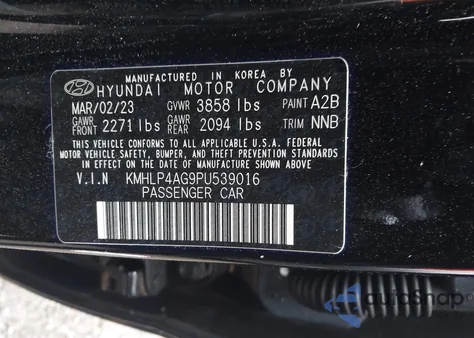 MANUFACTURED IN KOREA BY
HYUNDAI MOTOR COMPANY
MAR/02/23 GVWR 3858 lbs PAINT A2B
GAWR FRONT 2271 lbs GAWR REAR 2094 lbs TRIM NNB
THIS VEHICLE CONFORMS TO ALL APPLICABLE U.S.A. FEDERAL
MOTOR VEHICLE SAFETY, BUMPER, AND THEFT PREVENTION
STANDARDS IN EFFECT ON THE DATE OF MANUFACTURE SHOWN ABOVE.
V.I.N KMHLP4AG9PU539016
PASSENGER CAR
autoSnap